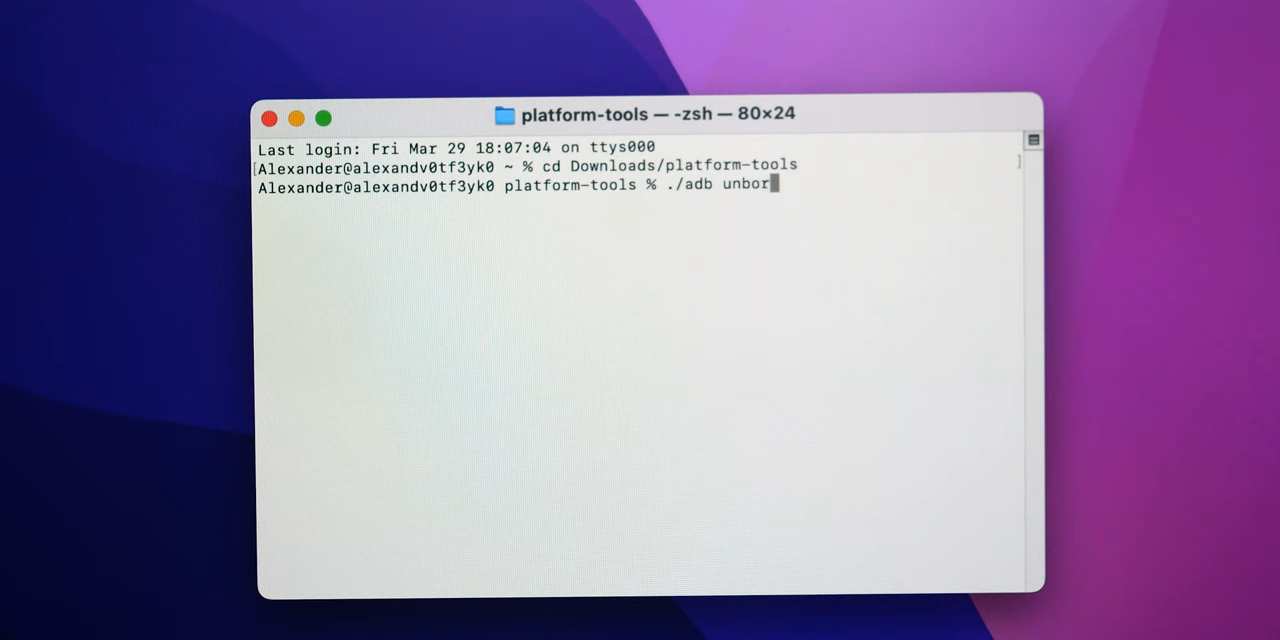 platform-tools — -zsh — 80×24
Last login: Fri Mar 29 18:07:04 on ttys000
[Alexander@alexandv0tf3yk0 ~ % cd Downloads/platform-tools ]
Alexander@alexandv0tf3yk0 platform-tools % ./adb unbor